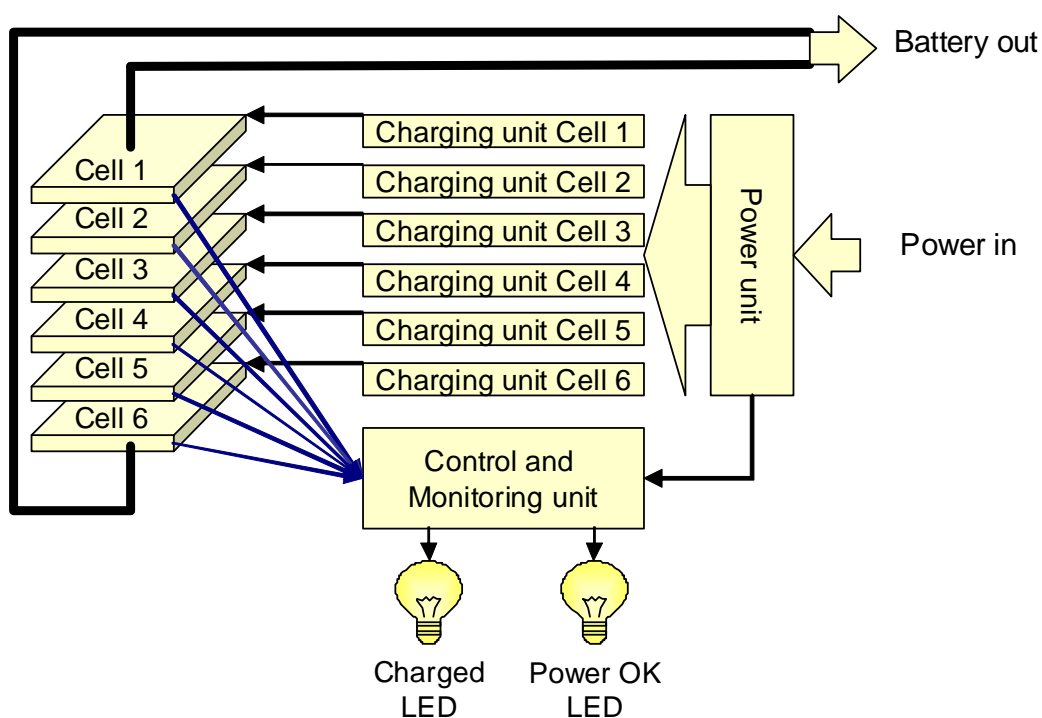 Battery out
Cell 1
Charging unit Cell 1
Cell 2
Charging unit Cell 2
Cell 3
Charging unit Cell 3
Cell 4
Charging unit Cell 4
Cell 5
Charging unit Cell 5
Cell 6
Charging unit Cell 6
Power unit
Power in
Control and
Monitoring unit
Charged
LED
Power OK
LED